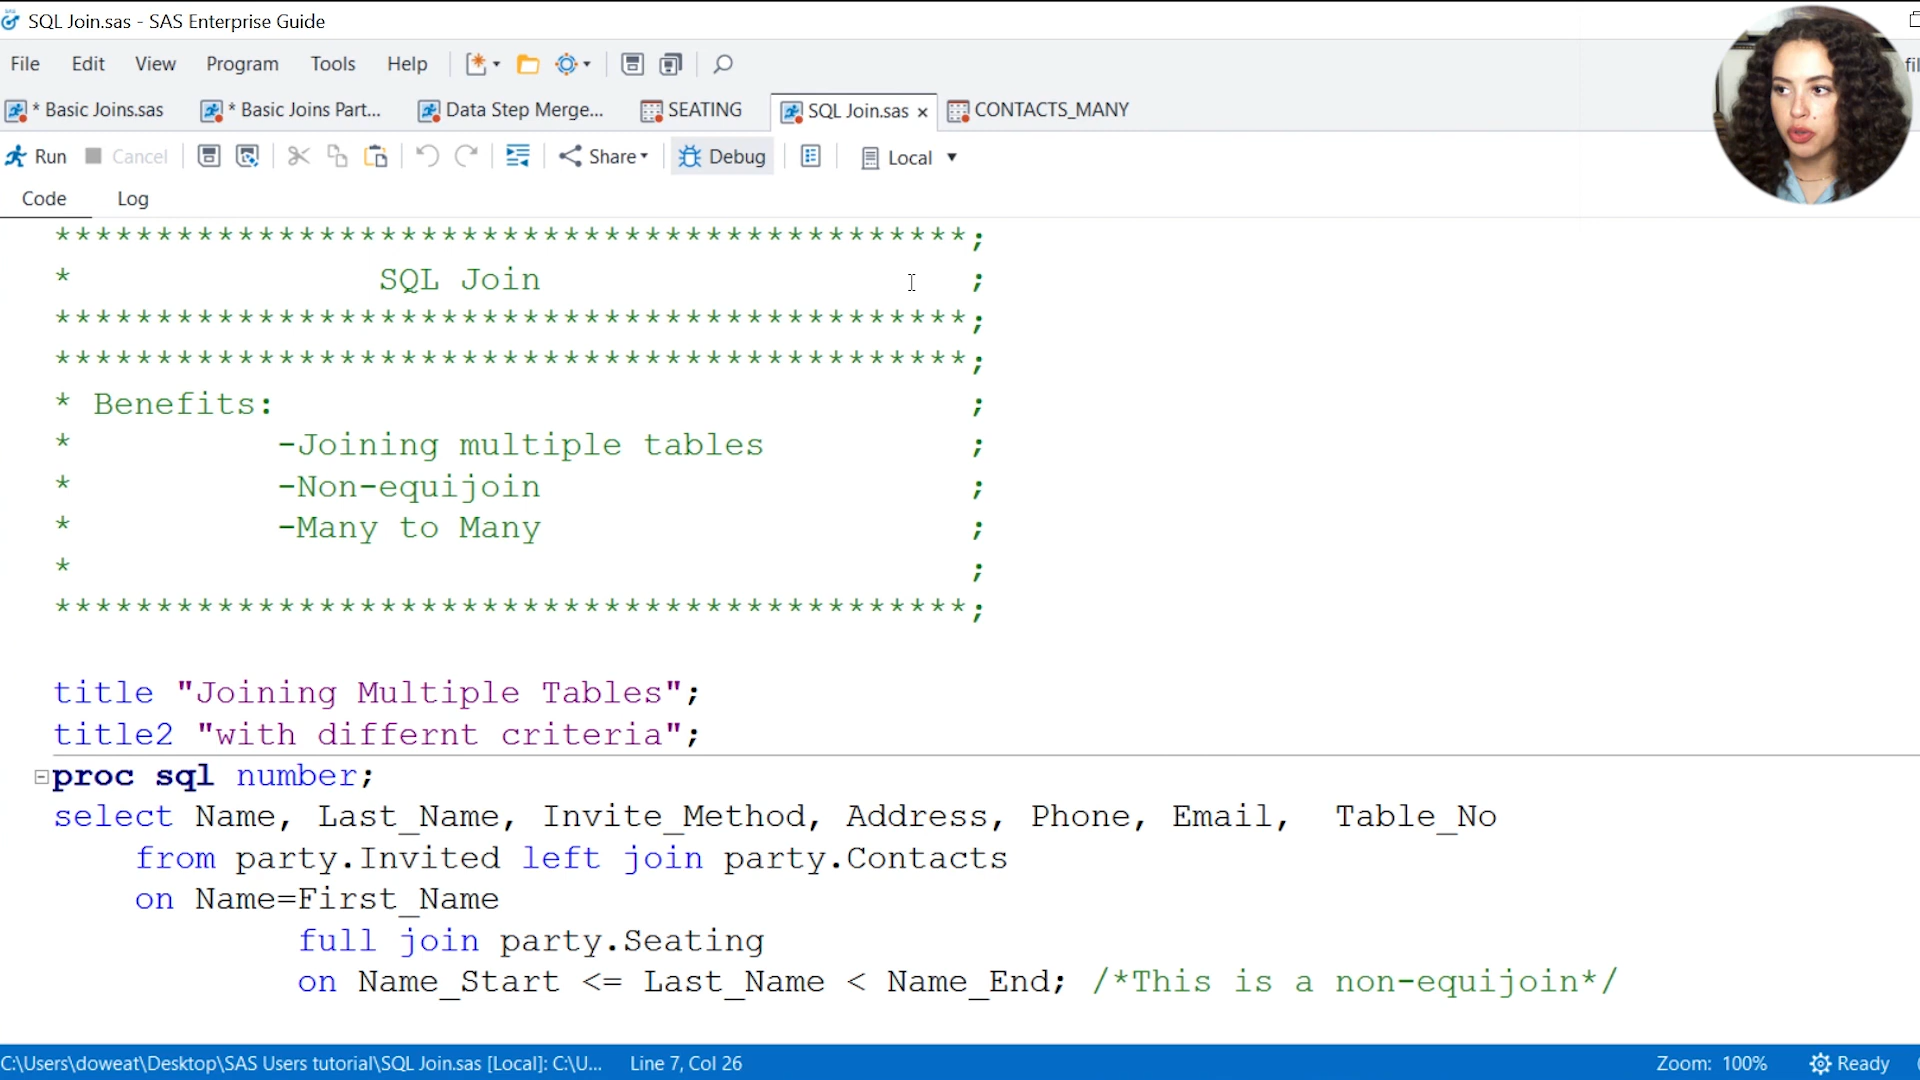 SQL Join.sas - SAS Enterprise Guide
File Edit View Program Tools Help
* Basic Joins.sas * Basic Joins Part... Data Step Merge... SEATING SQL Join.sas × CONTACTS_MANY
Run Cancel Share Debug Local
Code Log
*********************************************;
* SQL Join ;
*********************************************;
*********************************************;
* Benefits: ;
* -Joining multiple tables ;
* -Non-equijoin ;
* -Many to Many ;
* ;
*********************************************;
title "Joining Multiple Tables";
title2 "with differnt criteria";
proc sql number;
select Name, Last_Name, Invite_Method, Address, Phone, Email, Table_No
from party.Invited left join party.Contacts
on Name=First_Name
full join party.Seating
on Name_Start <= Last_Name < Name_End; /*This is a non-equijoin*/
C:\Users\doweat\Desktop\SAS Users tutorial\SQL Join.sas [Local]: C:\U... Line 7, Col 26 Zoom: 100% Ready